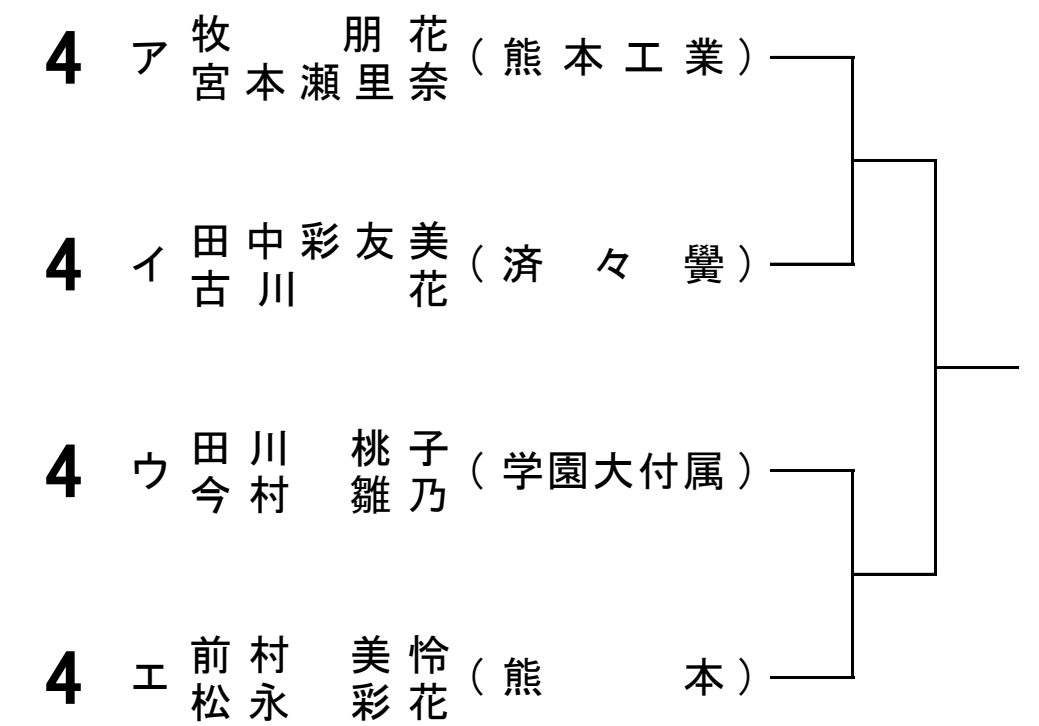 4 ア 牧 朋花 (熊本工業)
宮本瀬里奈
4 イ 田中彩友美 (済々黌)
古川 花
4 ウ 田川 桃子 (学園大付属)
今村 雛乃
4 エ 前村 美怜 (熊本)
松永 彩花